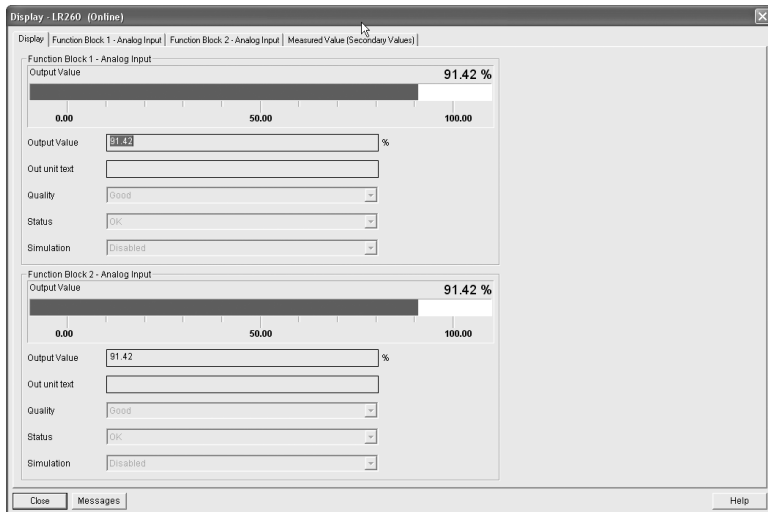 Display - LR260 (Online)
Display
Function Block 1 - Analog Input
Function Block 2 - Analog Input
Measured Value (Secondary Values)
Function Block 1 - Analog Input
Output Value
91.42 %
0.00 50.00 100.00
Output Value 91.42 %
Out unit text
Quality Good
Status OK
Simulation Disabled
Function Block 2 - Analog Input
Output Value
91.42 %
0.00 50.00 100.00
Output Value 91.42 %
Out unit text
Quality Good
Status OK
Simulation Disabled
Close Messages Help